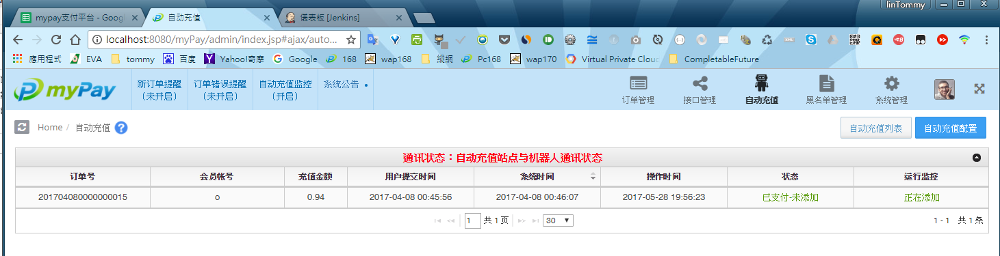 linTommy
mypay支付平台 - Googl
自动充值
儀表板 [Jenkins]
localhost:8080/myPay/admin/index.jsp#ajax/auto...
應用程式 EVA tommy 百度 Yahoo!奇摩 Google 168 wap168 縱網 Pc168 wap170 Virtual Private Cloud CompletableFuture
myPay
新订单提醒
（未开启）
订单错误提醒
（未开启）
自动充值监控
（开启）
系统公告
订单管理 接口管理 自动充值 黑名单管理 系统管理
Home / 自动充值 ?
自动充值列表 自动充值配置
通讯状态：自动充值站点与机器人通讯状态
订单号 会员帐号 充值金额 用户提交时间 系统时间 操作时间 状态 运行监控
201704080000000015 o 0.94 2017-04-08 00:45:56 2017-04-08 00:46:07 2017-05-28 19:56:23 已支付-未添加 正在添加
1 共 1 页 30 1 - 1 共 1 条